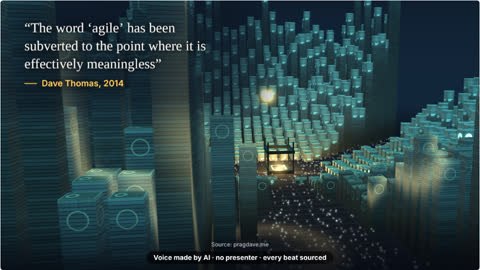 “The word ‘agile’ has been
subverted to the point where it is
effectively meaningless”
— Dave Thomas, 2014
Source: pragdave.me
Voice made by AI · no presenter · every beat sourced